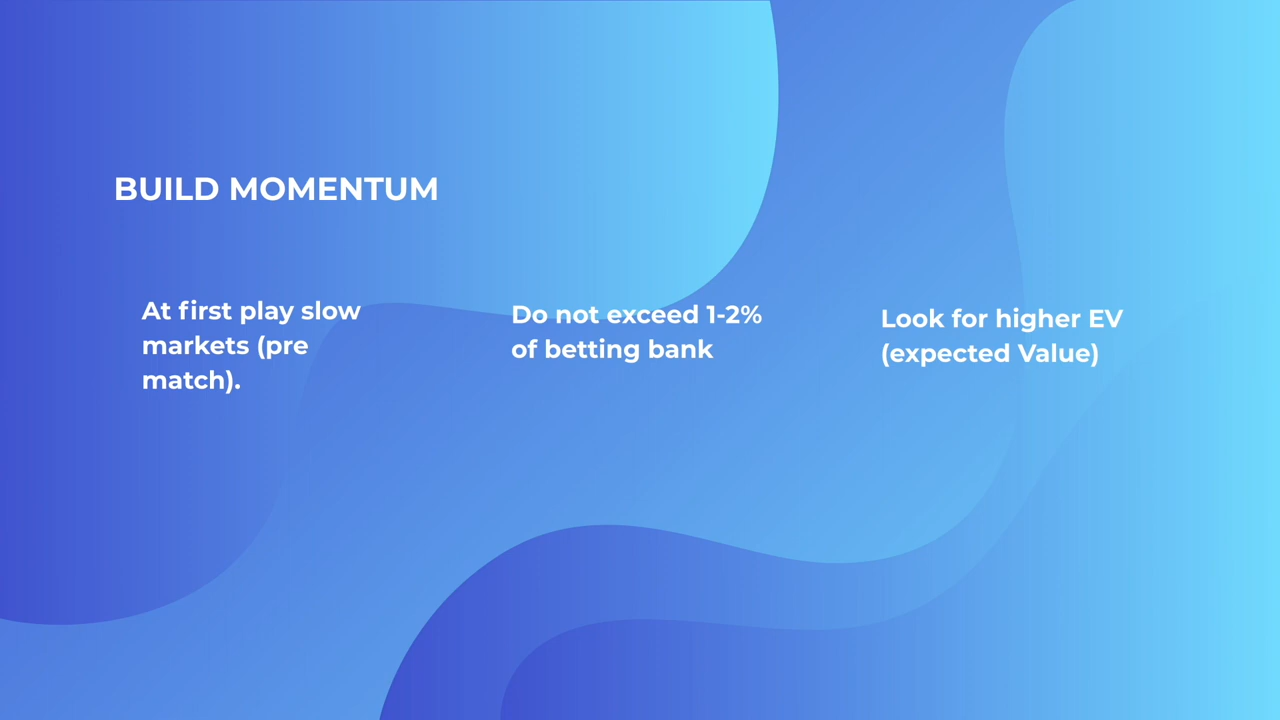 BUILD MOMENTUM
At first play slow
markets (pre
match).
Do not exceed 1-2%
of betting bank
Look for higher EV
(expected Value)